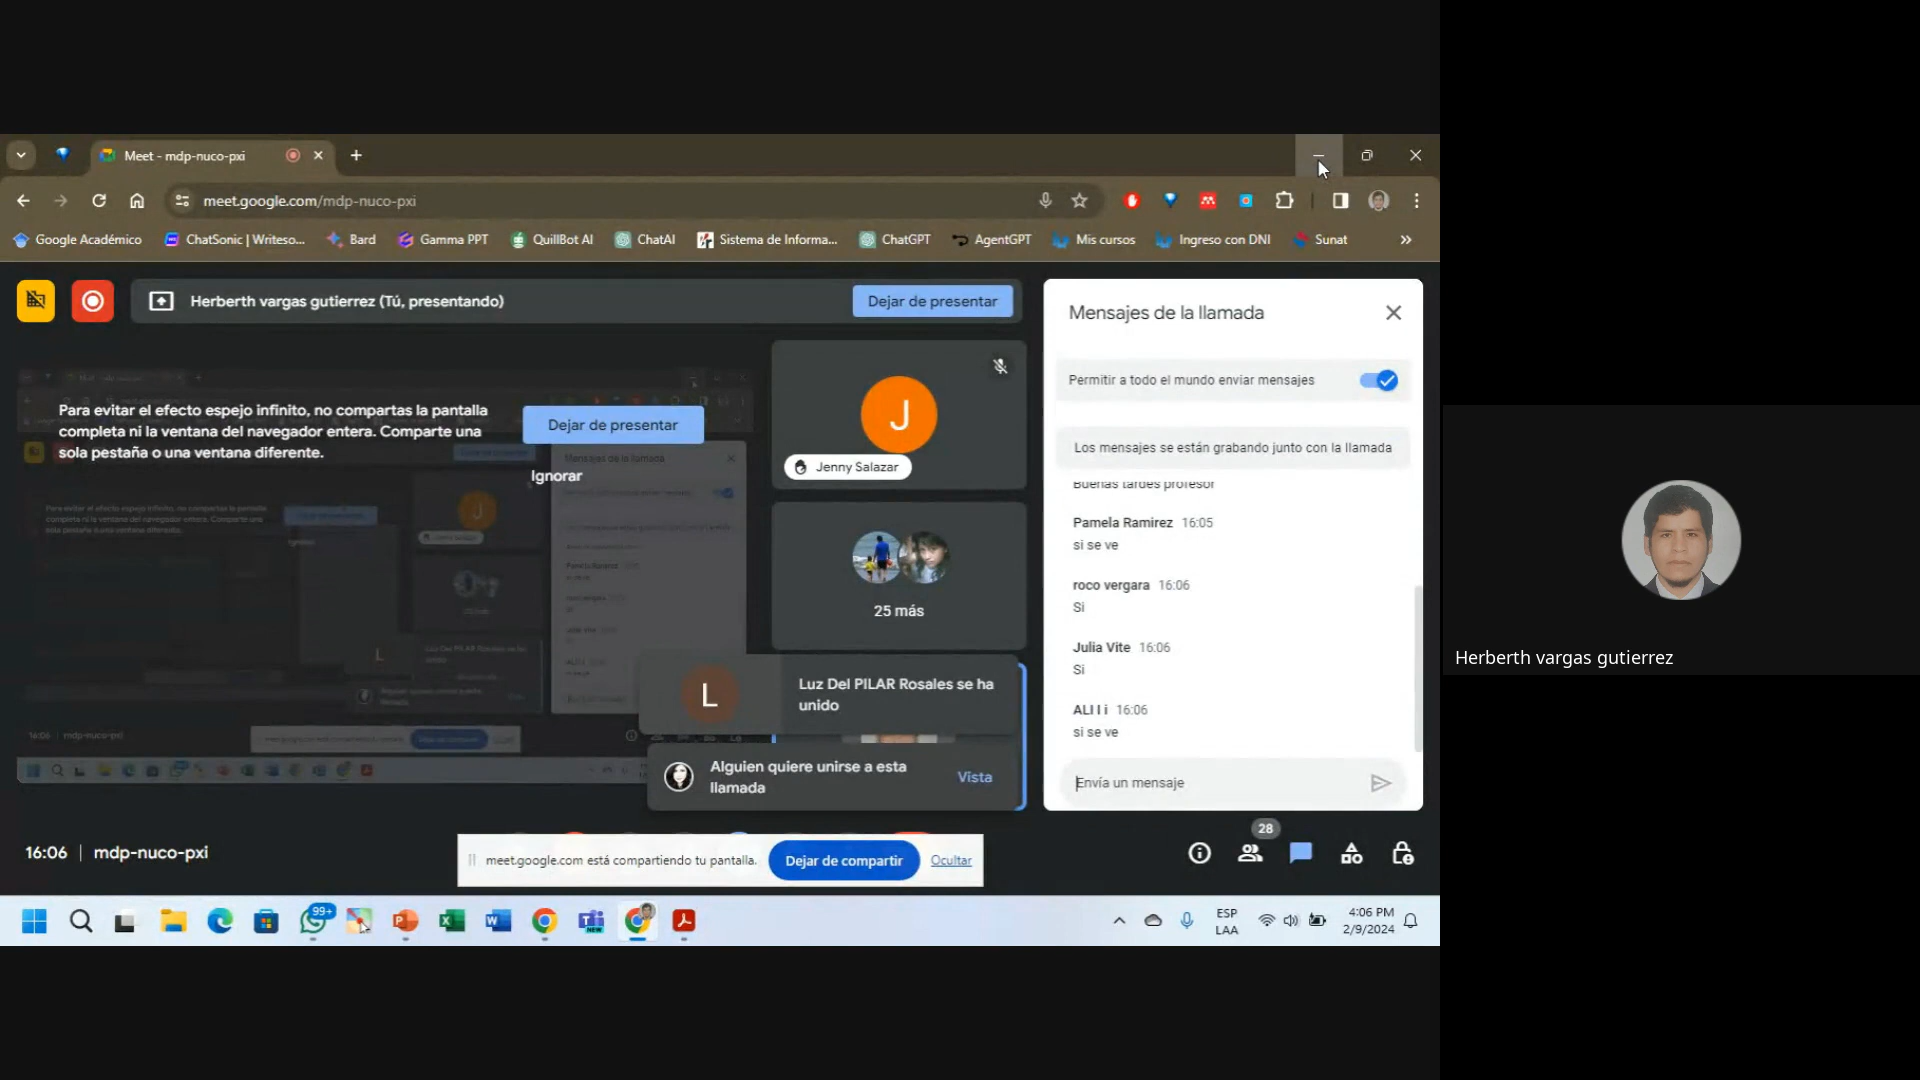 Meet - mdp-nuco-pxi
meet.google.com/mdp-nuco-pxi
Google Académico
ChatSonic | Writeso...
Bard
Gamma PPT
QuillBot AI
ChatAI
Sistema de Informa...
ChatGPT
AgentGPT
Mis cursos
Ingreso con DNI
Sunat
Herberth vargas gutierrez (Tú, presentando)
Dejar de presentar
Para evitar el efecto espejo infinito, no compartas la pantalla
completa ni la ventana del navegador entera. Comparte una
sola pestaña o una ventana diferente.
Dejar de presentar
Ignorar
J
Jenny Salazar
25 más
L
Luz Del PILAR Rosales se ha
unido
Alguien quiere unirse a esta
llamada
Vista
Mensajes de la llamada
Permitir a todo el mundo enviar mensajes
Los mensajes se están grabando junto con la llamada
Buenas tardes profesor
Pamela Ramirez 16:05
si se ve
roco vergara 16:06
Si
Julia Vite 16:06
Si
ALI l i 16:06
si se ve
Envía un mensaje
16:06 | mdp-nuco-pxi
meet.google.com está compartiendo tu pantalla.
Dejar de compartir
Ocultar
28
99+
ESP
LAA
4:06 PM
2/9/2024
Herberth vargas gutierrez